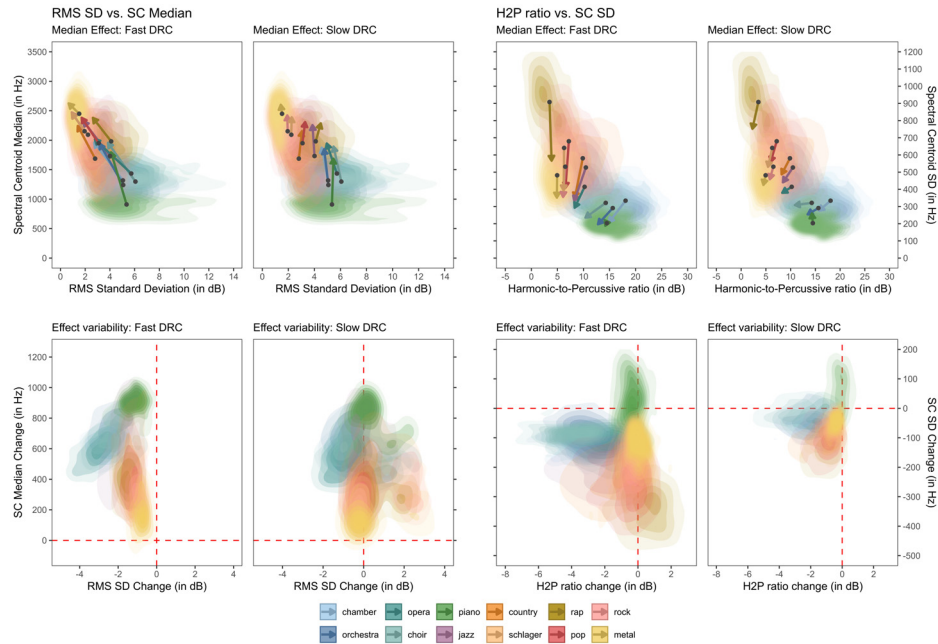 RMS SD vs. SC Median
H2P ratio vs. SC SD
Median Effect: Fast DRC
Median Effect: Slow DRC
Median Effect: Fast DRC
Median Effect: Slow DRC
Spectral Centroid Median (in Hz)
3500
3000
2500
2000
1500
1000
500
0
1200
1100
1000
900
800
700
600
500
400
300
200
100
0
Spectral Centroid SD (in Hz)
0 2 4 6 8 10 12 14
0 2 4 6 8 10 12 14
-5 0 5 10 15 20 25 30
-5 0 5 10 15 20 25 30
RMS Standard Deviation (in dB)
RMS Standard Deviation (in dB)
Harmonic-to-Percussive ratio (in dB)
Harmonic-to-Percussive ratio (in dB)
Effect variability: Fast DRC
Effect variability: Slow DRC
Effect variability: Fast DRC
Effect variability: Slow DRC
SC Median Change (in Hz)
1200
1000
800
600
400
200
0
200
100
0
-100
-200
-300
-400
-500
SC SD Change (in Hz)
-4 -2 0 2 4
-4 -2 0 2 4
-8 -6 -4 -2 0 2
-8 -6 -4 -2 0 2
RMS SD Change (in dB)
RMS SD Change (in dB)
H2P ratio change (in dB)
H2P ratio change (in dB)
chamber opera piano country rap rock
orchestra choir jazz schlager pop metal